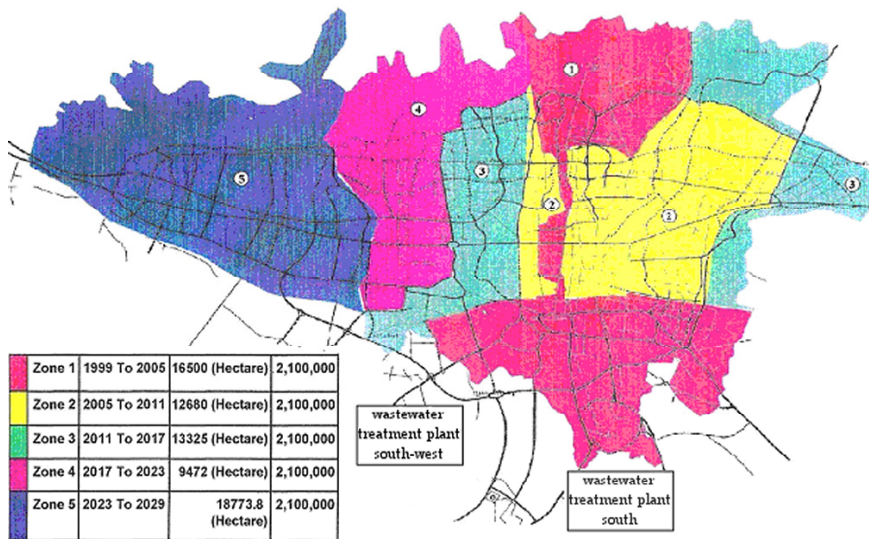 1
4
3
5
3
2
2
Zone 1 1999 To 2005 16500 (Hectare) 2,100,000
Zone 2 2005 To 2011 12680 (Hectare) 2,100,000
Zone 3 2011 To 2017 13325 (Hectare) 2,100,000
Zone 4 2017 To 2023 9472 (Hectare) 2,100,000
Zone 5 2023 To 2029 18773.8 (Hectare) 2,100,000
wastewater
treatment plant
south-west
wastewater
treatment plant
south